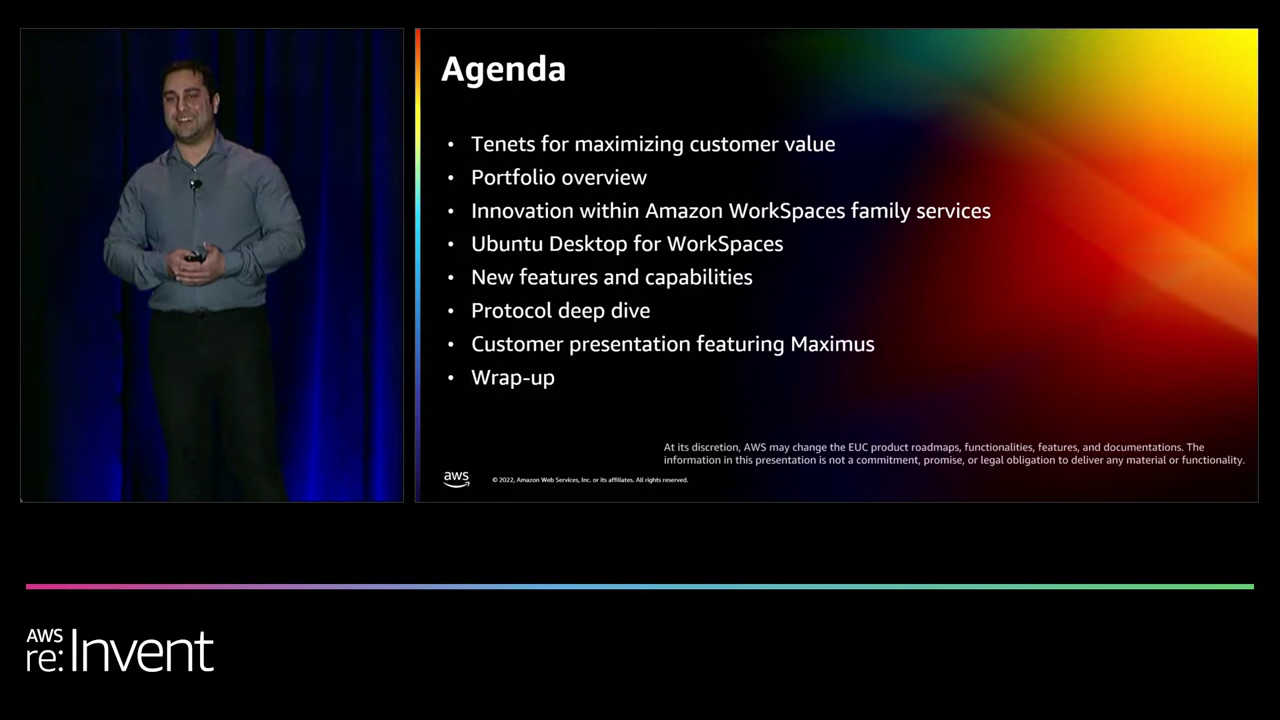 Agenda
• Tenets for maximizing customer value
• Portfolio overview
• Innovation within Amazon WorkSpaces family services
• Ubuntu Desktop for WorkSpaces
• New features and capabilities
• Protocol deep dive
• Customer presentation featuring Maximus
• Wrap-up
At its discretion, AWS may change the EUC product roadmaps, functionalities, features, and documentations. The
information in this presentation is not a commitment, promise, or legal obligation to deliver any material or functionality.
aws
© 2022, Amazon Web Services, Inc. or its affiliates. All rights reserved.
AWS
re:Invent